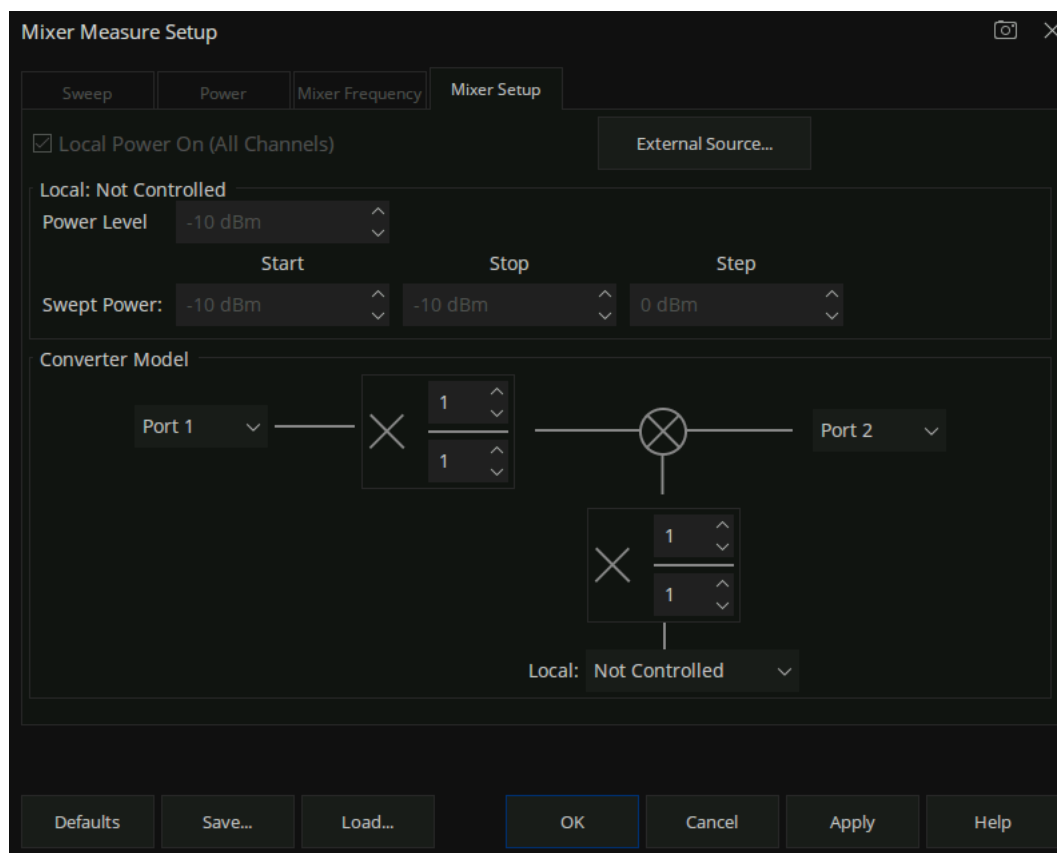 Mixer Measure Setup
Sweep Power Mixer Frequency Mixer Setup
Local Power On (All Channels) External Source...
Local: Not Controlled
Power Level -10 dBm
Start Stop Step
Swept Power: -10 dBm -10 dBm 0 dBm
Converter Model
1
Port 1 Port 2
1
1
1
Local: Not Controlled
Defaults Save... Load... OK Cancel Apply Help